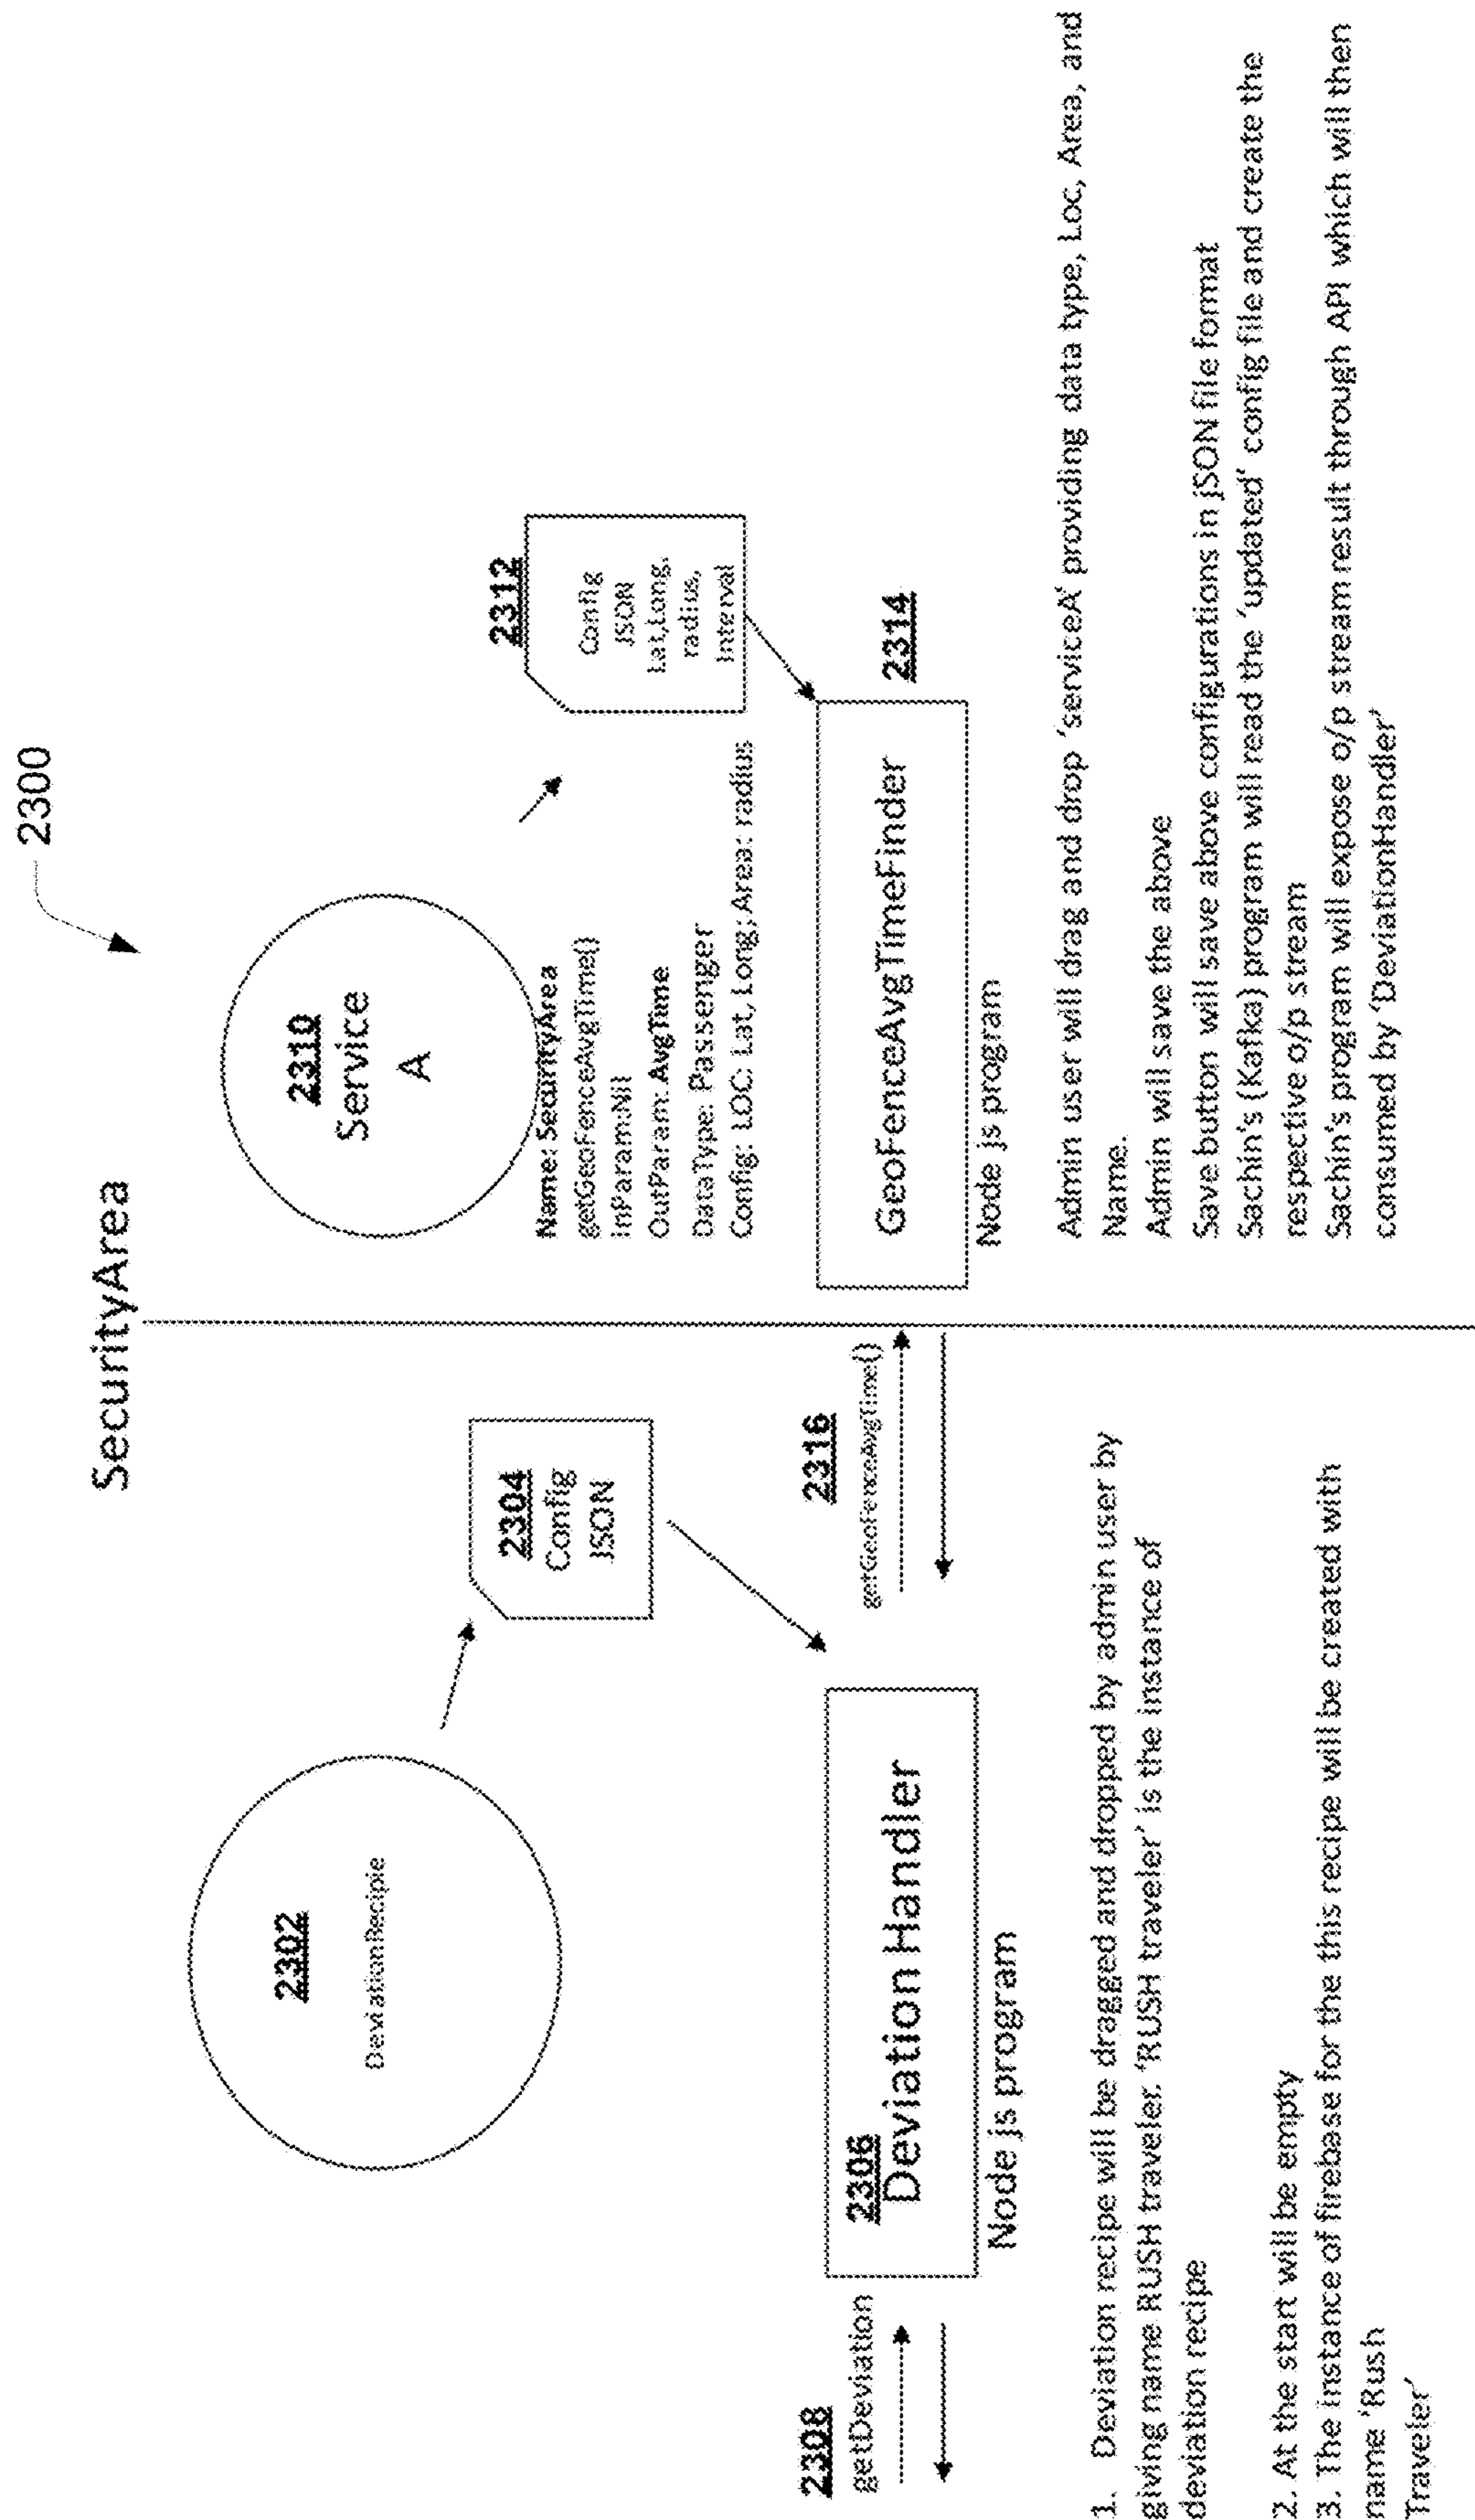 2300
SecurityArea
2302
DeviationRecipie
2304
Config
JSON
2308
getDeviation
2306
Deviation Handler
Node js program
2316
getGeoFenceAvgTime()
1. Deviation recipe will be dragged and dropped by admin user by
giving name RUSH traveler. 'RUSH traveler' is the instance of
deviation recipe
2. At the start will be empty
3. The instance of firebase for the this recipe will be created with
name 'Rush
Traveler'
2310
Service
A
Name: SecurityArea
getGeoFenceAvgTime()
InParam:Nil
OutParam: AvgTime
DataType: Passenger
Config: LOC: Lat, Long; Area: radius
2312
Config
JSON
Lat,Long,
radius,
Interval
2314
GeoFenceAvgTimeFinder
Node js program
Admin user will drag and drop 'serviceA' providing data type, Loc, Area, and
Name.
Admin will save the above
Save button will save above configurations in jSON file format
Sachin's (Kafka) program will read the 'updated' config file and create the
respective o/p stream
Sachin's program will expose o/p stream result through API which will then
consumed by 'DeviationHandler'